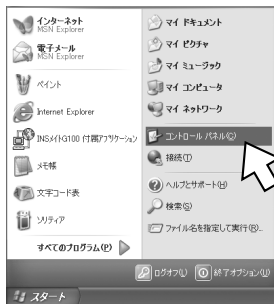 インターネット
MSN Explorer
電子メール
MSN Explorer
ペイント
Internet Explorer
INSメイトG100 付属アプリケーション
メモ帳
文字コード表
ソリティア
すべてのプログラム(P)
マイ ドキュメント
マイ ピクチャ
マイ ミュージック
マイ コンピュータ
マイ ネットワーク
コントロール パネル(C)
接続(T)
ヘルプとサポート(H)
検索(S)
ファイル名を指定して実行(R)...
ログオフ(L)
終了オプション(U)
スタート